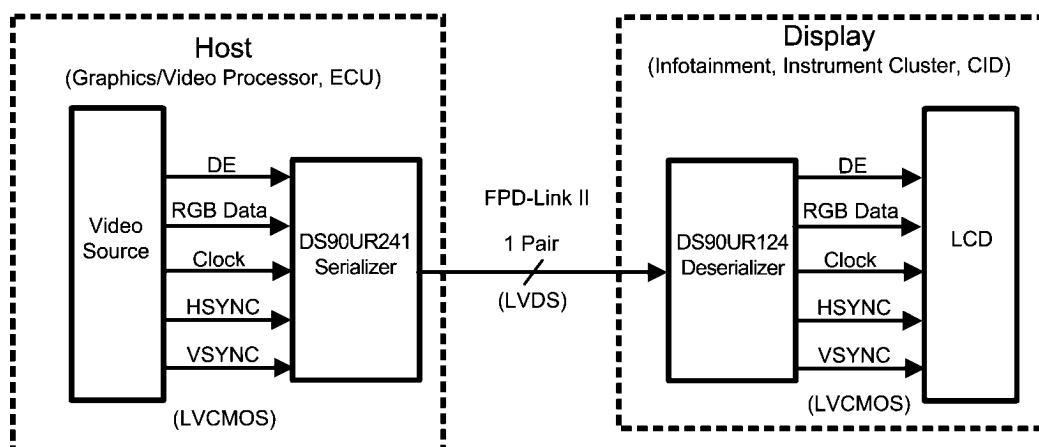 Host
(Graphics/Video Processor, ECU)
Video
Source
DE
RGB Data
Clock
HSYNC
VSYNC
(LVCMOS)
DS90UR241
Serializer
FPD-Link II
1 Pair
(LVDS)
Display
(Infotainment, Instrument Cluster, CID)
DS90UR124
Deserializer
DE
RGB Data
Clock
HSYNC
VSYNC
(LVCMOS)
LCD